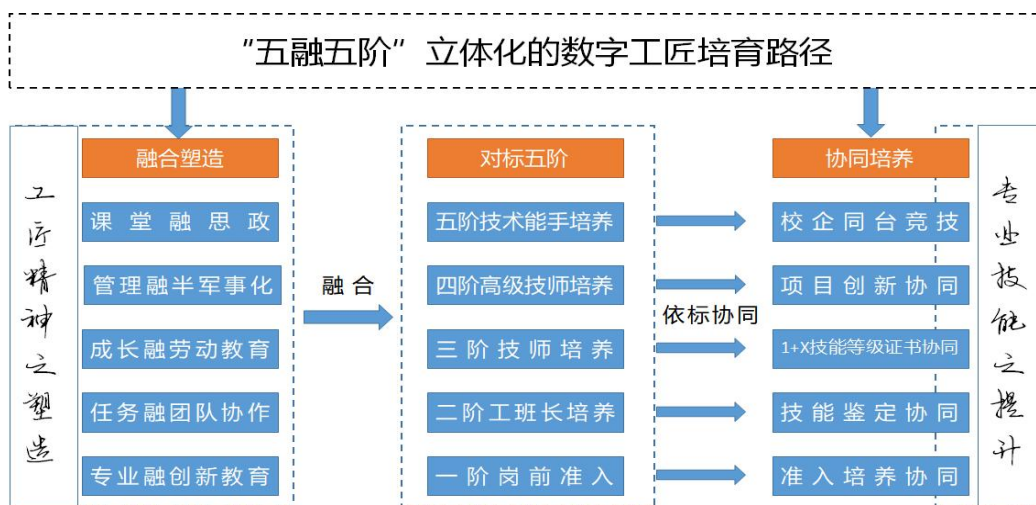 “五融五阶”立体化的数字工匠培育路径
工匠精神之塑造
融合塑造
课堂融思政
管理融半军事化
成长融劳动教育
任务融团队协作
专业融创新教育
融合
对标五阶
五阶技术能手培养
四阶高级技师培养
三阶技师培养
二阶工班长培养
一阶岗前准入
依标协同
协同培养
校企同台竞技
项目创新协同
1+X技能等级证书协同
技能鉴定协同
准入培养协同
专业技能之提升